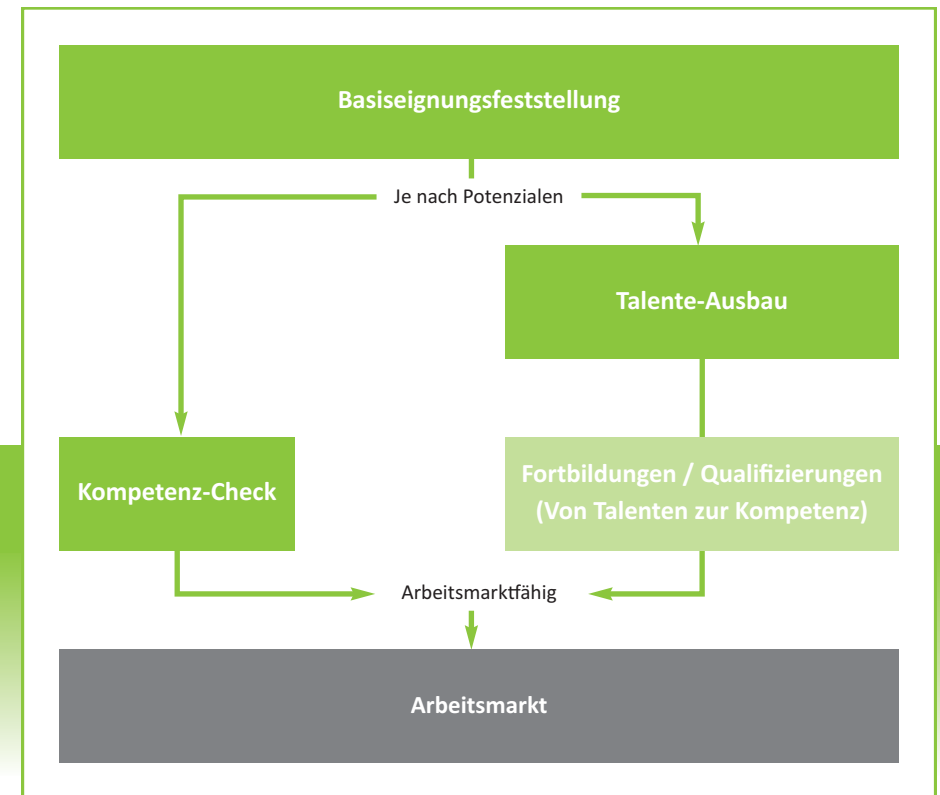 Basiseignungsfeststellung
Je nach Potenzialen
Talente-Ausbau
Kompetenz-Check
Fortbildungen / Qualifizierungen
(Von Talenten zur Kompetenz)
Arbeitsmarktfähig
Arbeitsmarkt